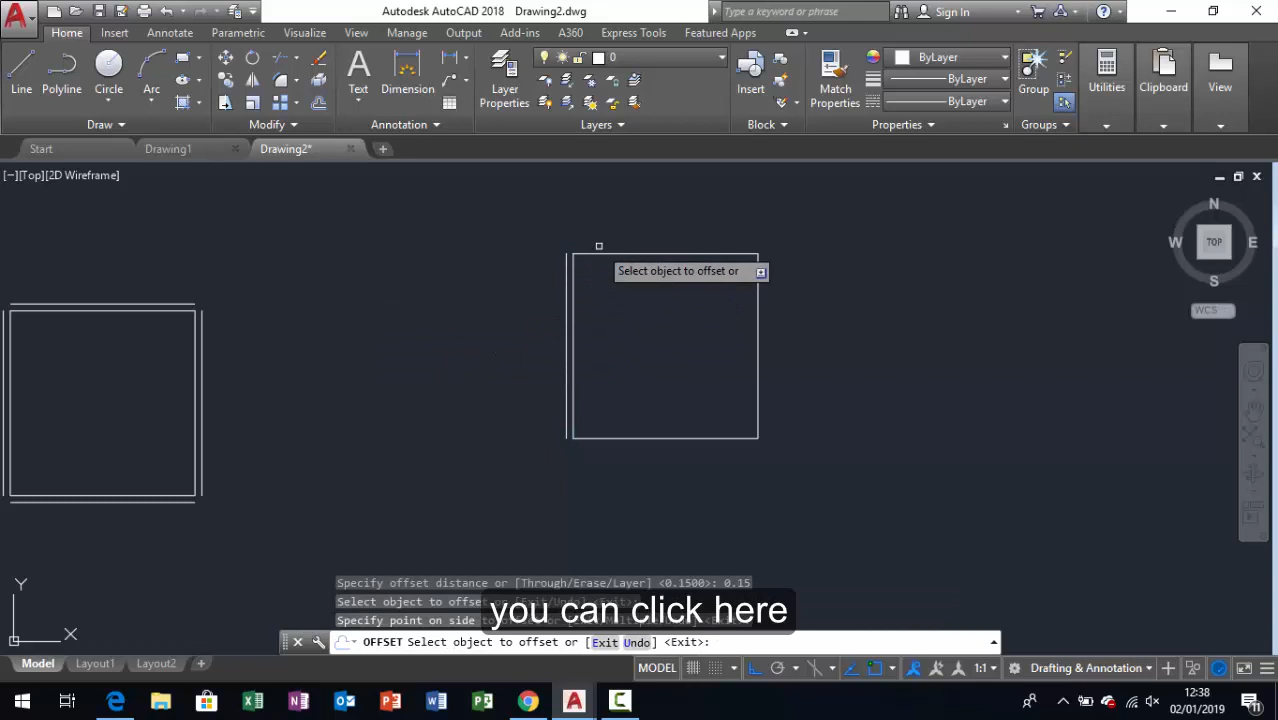 Autodesk AutoCAD 2018 Drawing2.dwg
Type a keyword or phrase
Sign In
Home Insert Annotate Parametric Visualize View Manage Output Add-ins A360 Express Tools Featured Apps
0
ByLayer
ByLayer
ByLayer
Line Polyline Circle Arc
Text Dimension
Layer Properties
Insert
Match Properties
Group
Utilities Clipboard View
Draw Modify Annotation Layers Block Properties Groups
Start Drawing1 Drawing2*
[−][Top][2D Wireframe]
N
W TOP E
S
WCS
Select object to offset or
Y
X
Specify offset distance or [Through/Erase/Layer] <0.1500>: 0.15
Select object to offset or [Exit/Undo] <Exit>:
you can click here
OFFSET Select object to offset or [Exit Undo] <Exit>:
Model Layout1 Layout2
MODEL 1:1 Drafting & Annotation
12:38
02/01/2019
11